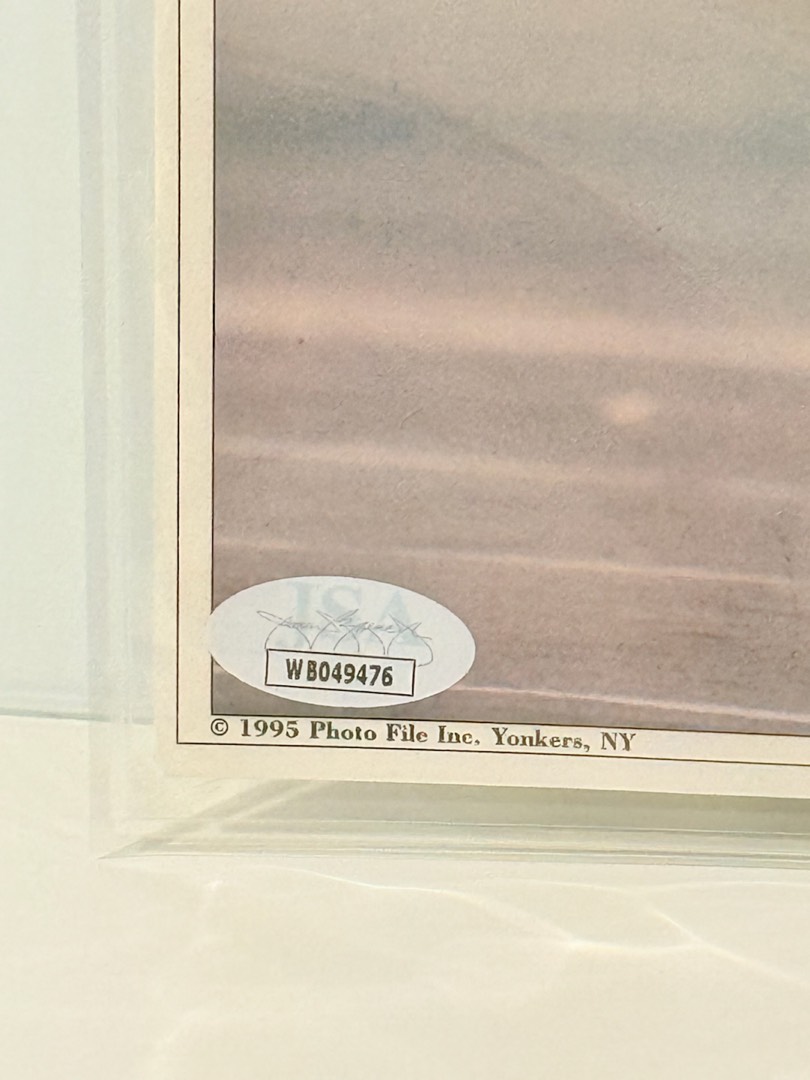 JSA
WB049476
© 1995 Photo File Inc, Yonkers, NY